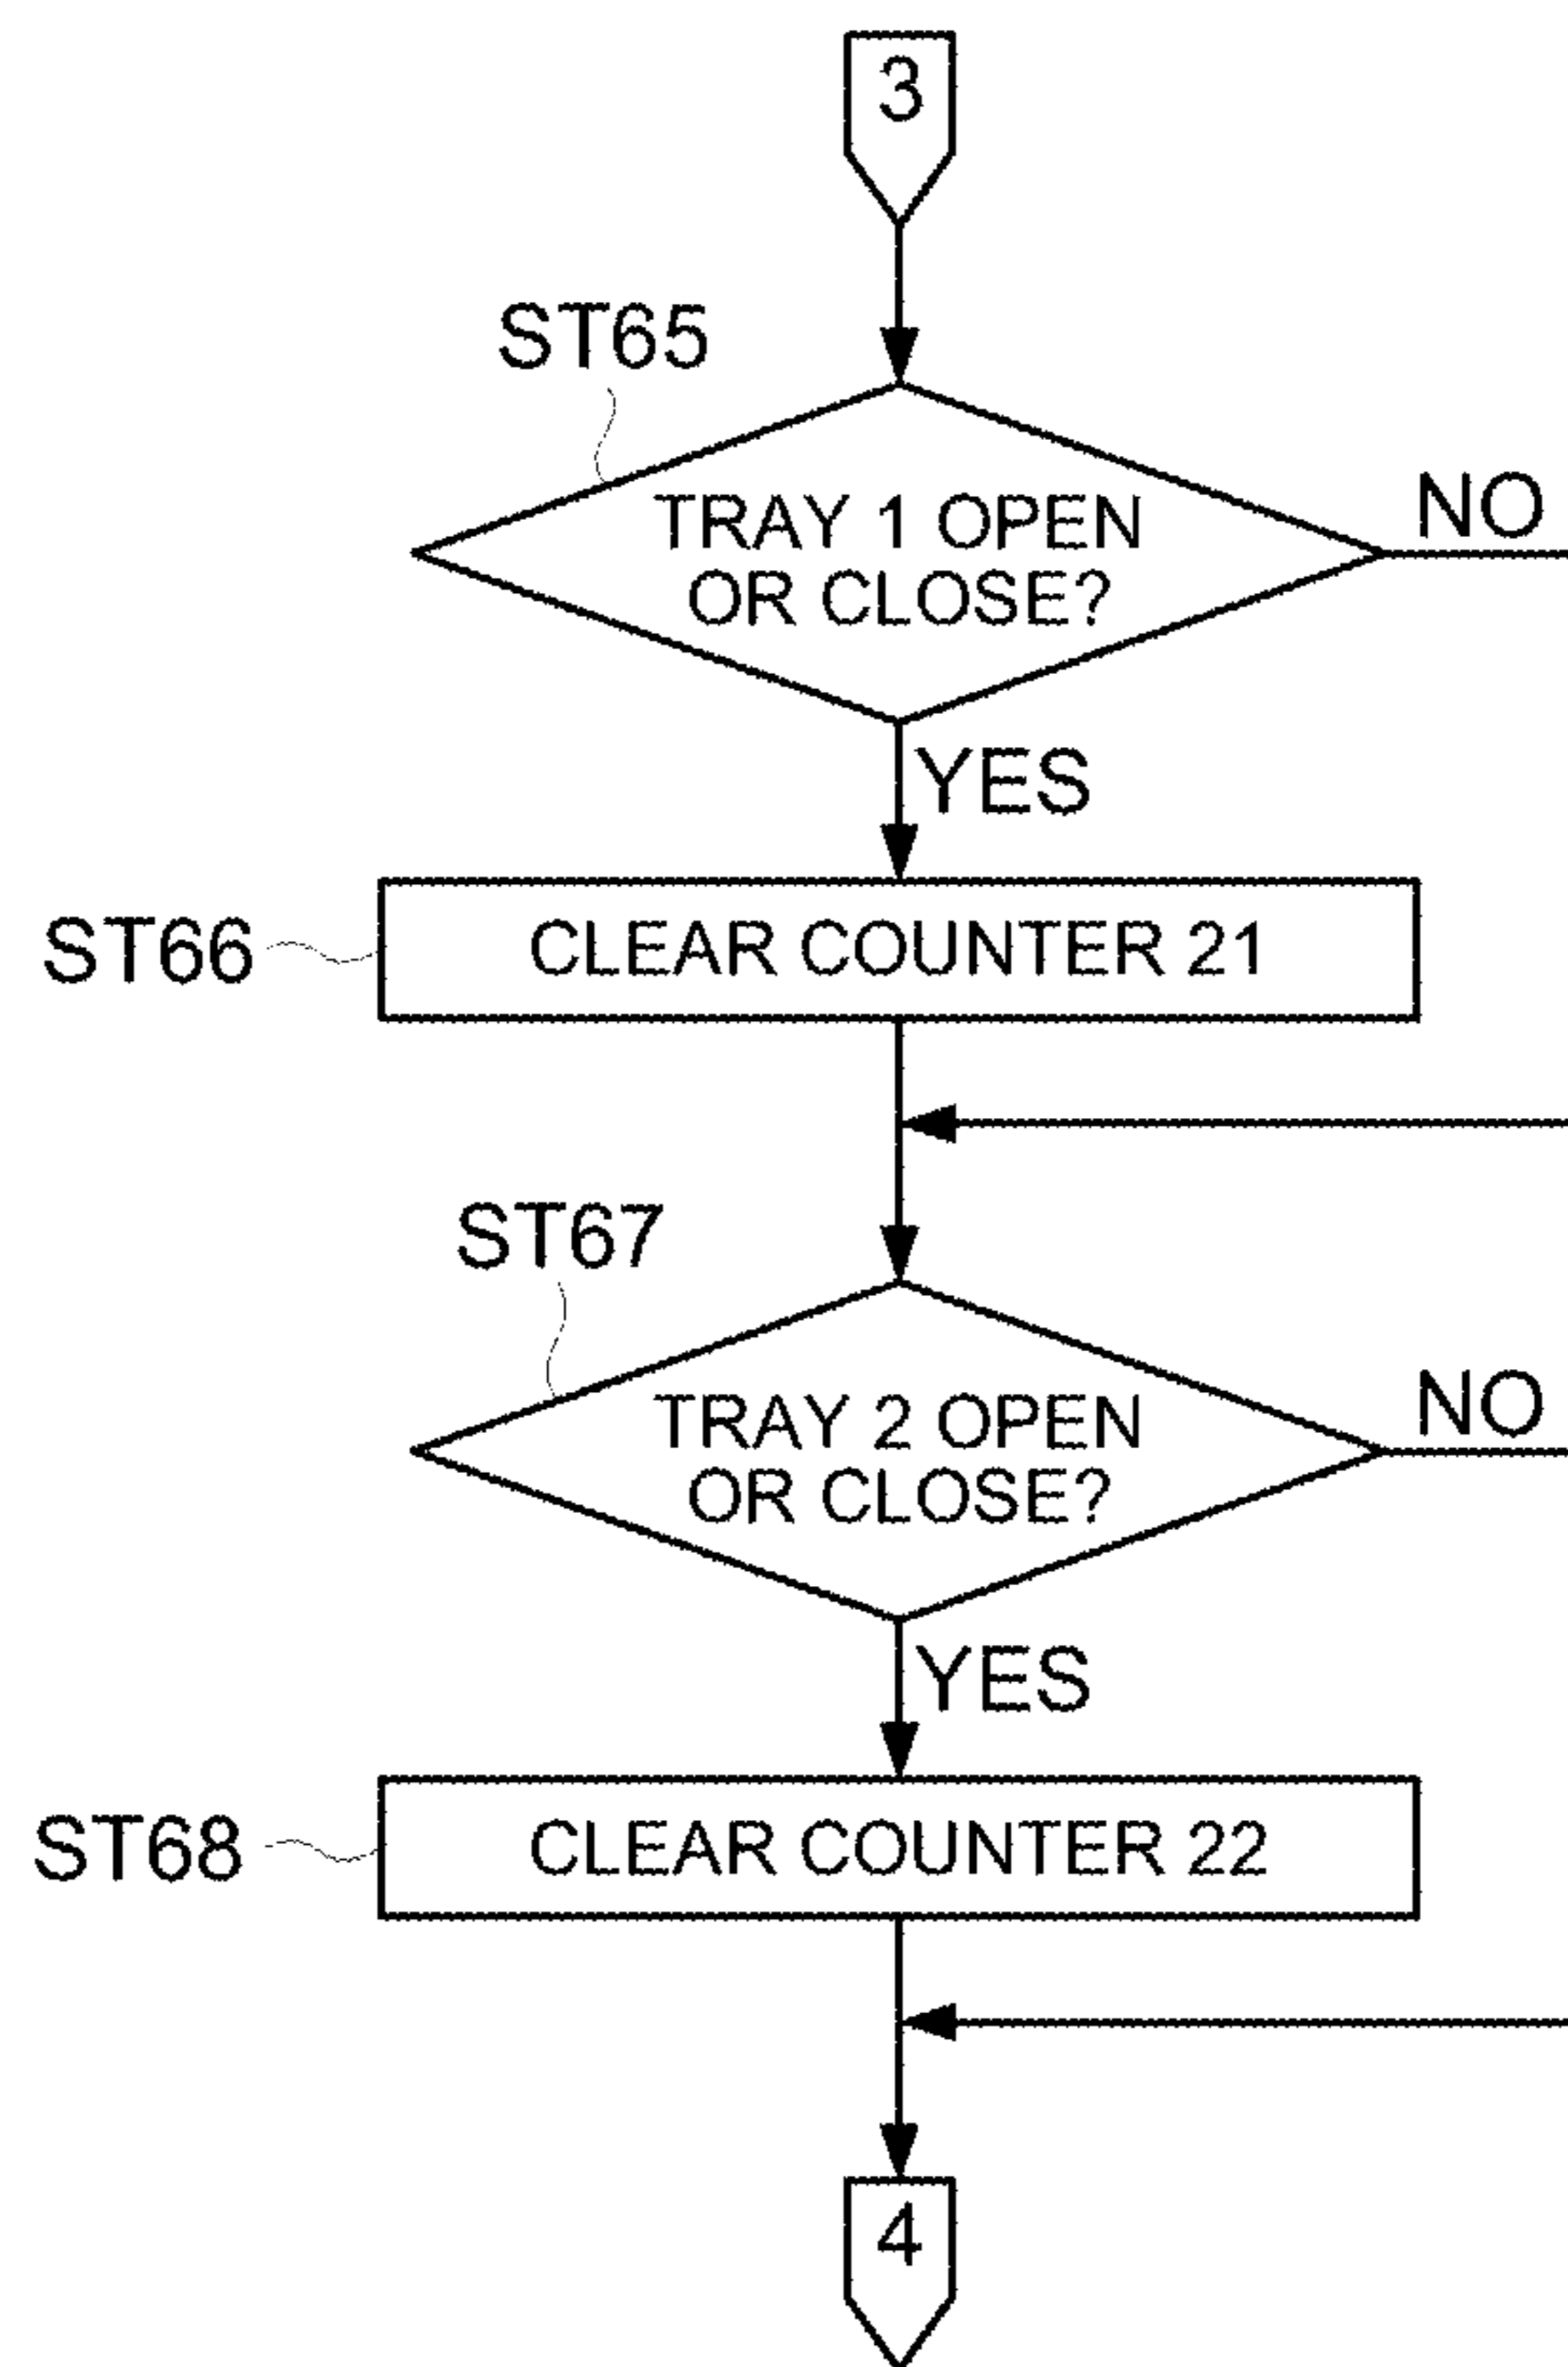 3
ST65
TRAY 1 OPEN
OR CLOSE?
NO
YES
ST66
CLEAR COUNTER 21
ST67
TRAY 2 OPEN
OR CLOSE?
NO
YES
ST68
CLEAR COUNTER 22
4